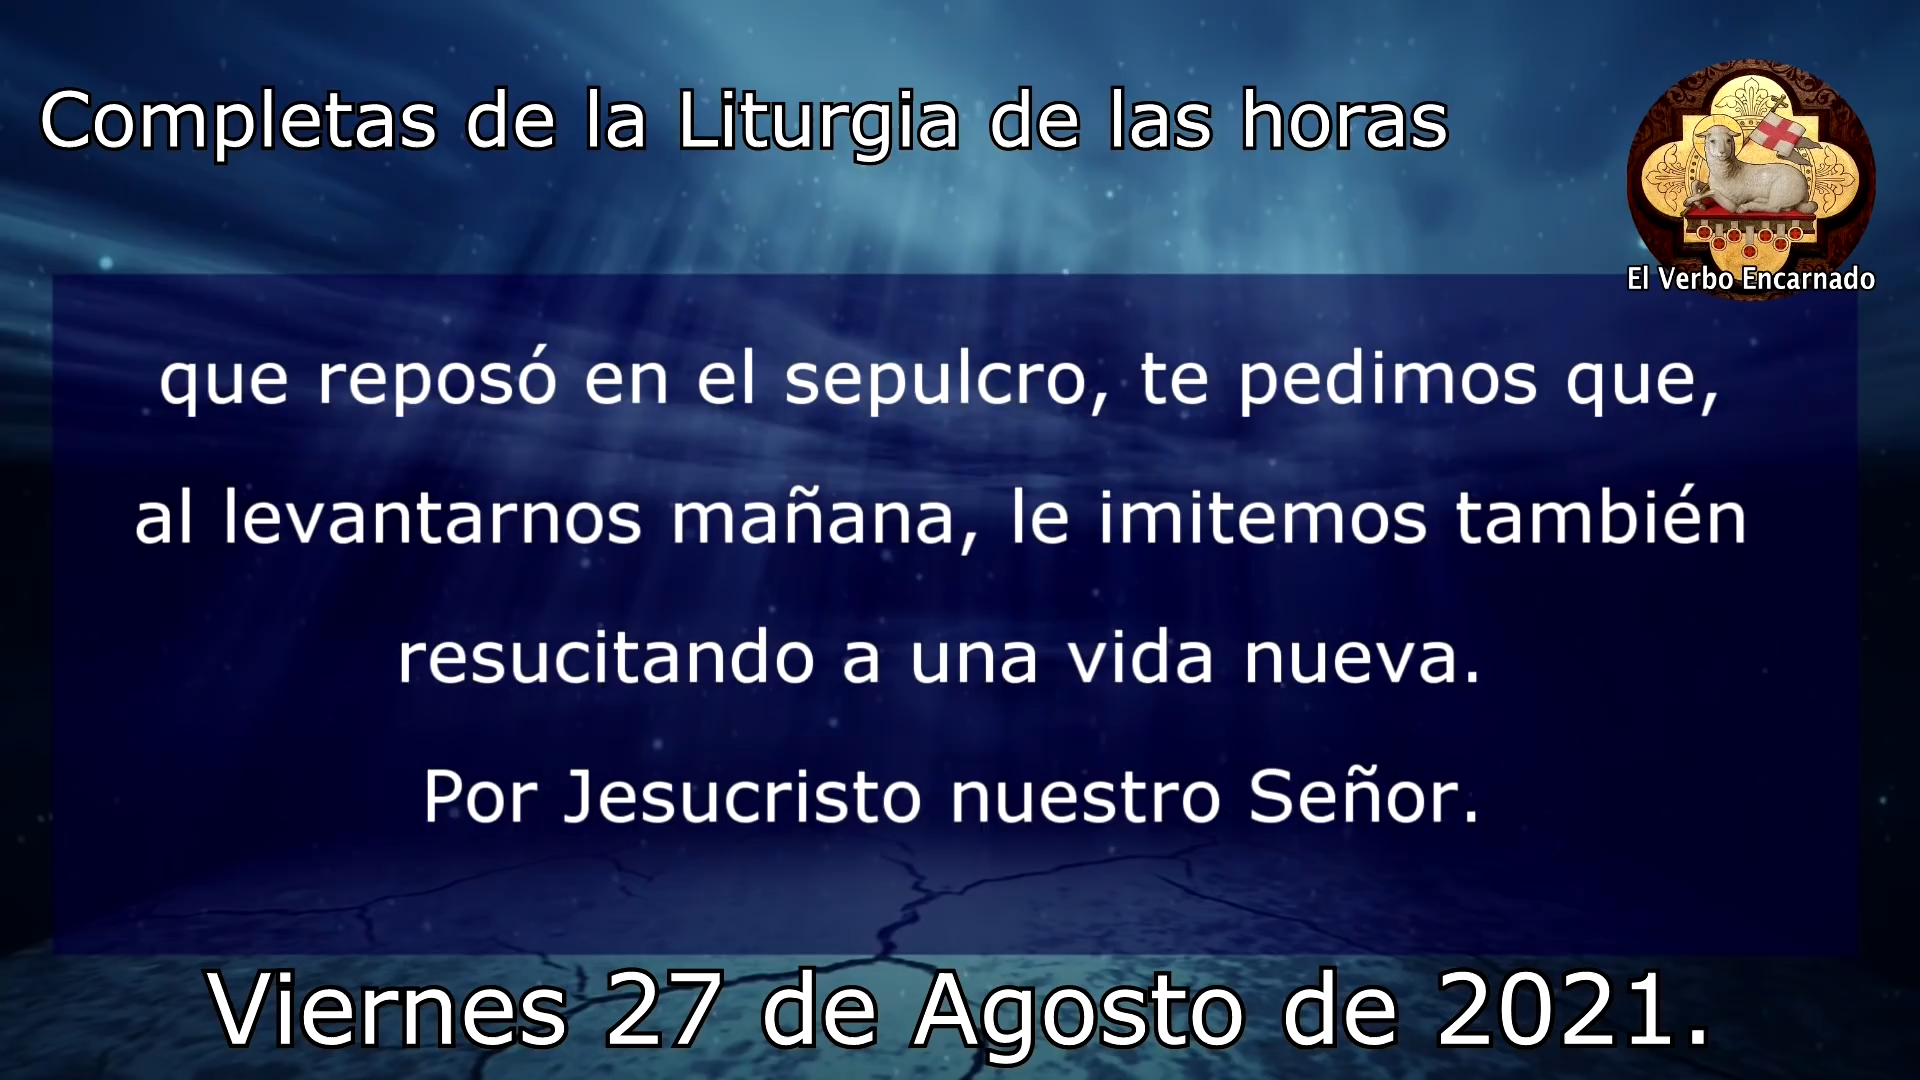 Completas de la Liturgia de las horas
El Verbo Encarnado
que reposó en el sepulcro, te pedimos que,
al levantarnos mañana, le imitemos también
resucitando a una vida nueva.
Por Jesucristo nuestro Señor.
Viernes 27 de Agosto de 2021.